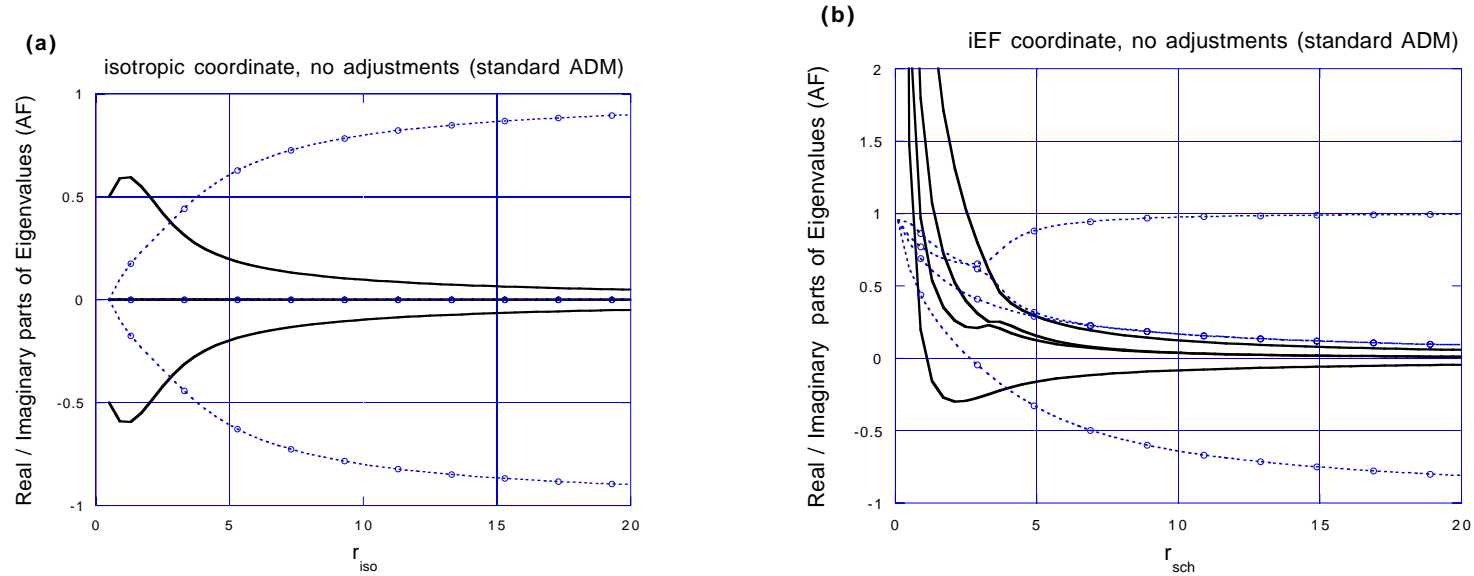 (a)
isotropic coordinate, no adjustments (standard ADM)
Real / Imaginary parts of Eigenvalues (AF)
1
0.5
0
-0.5
-1
0 5 10 15 20
r_iso
(b)
iEF coordinate, no adjustments (standard ADM)
Real / Imaginary parts of Eigenvalues (AF)
2
1.5
1
0.5
0
-0.5
-1
0 5 10 15 20
r_sch